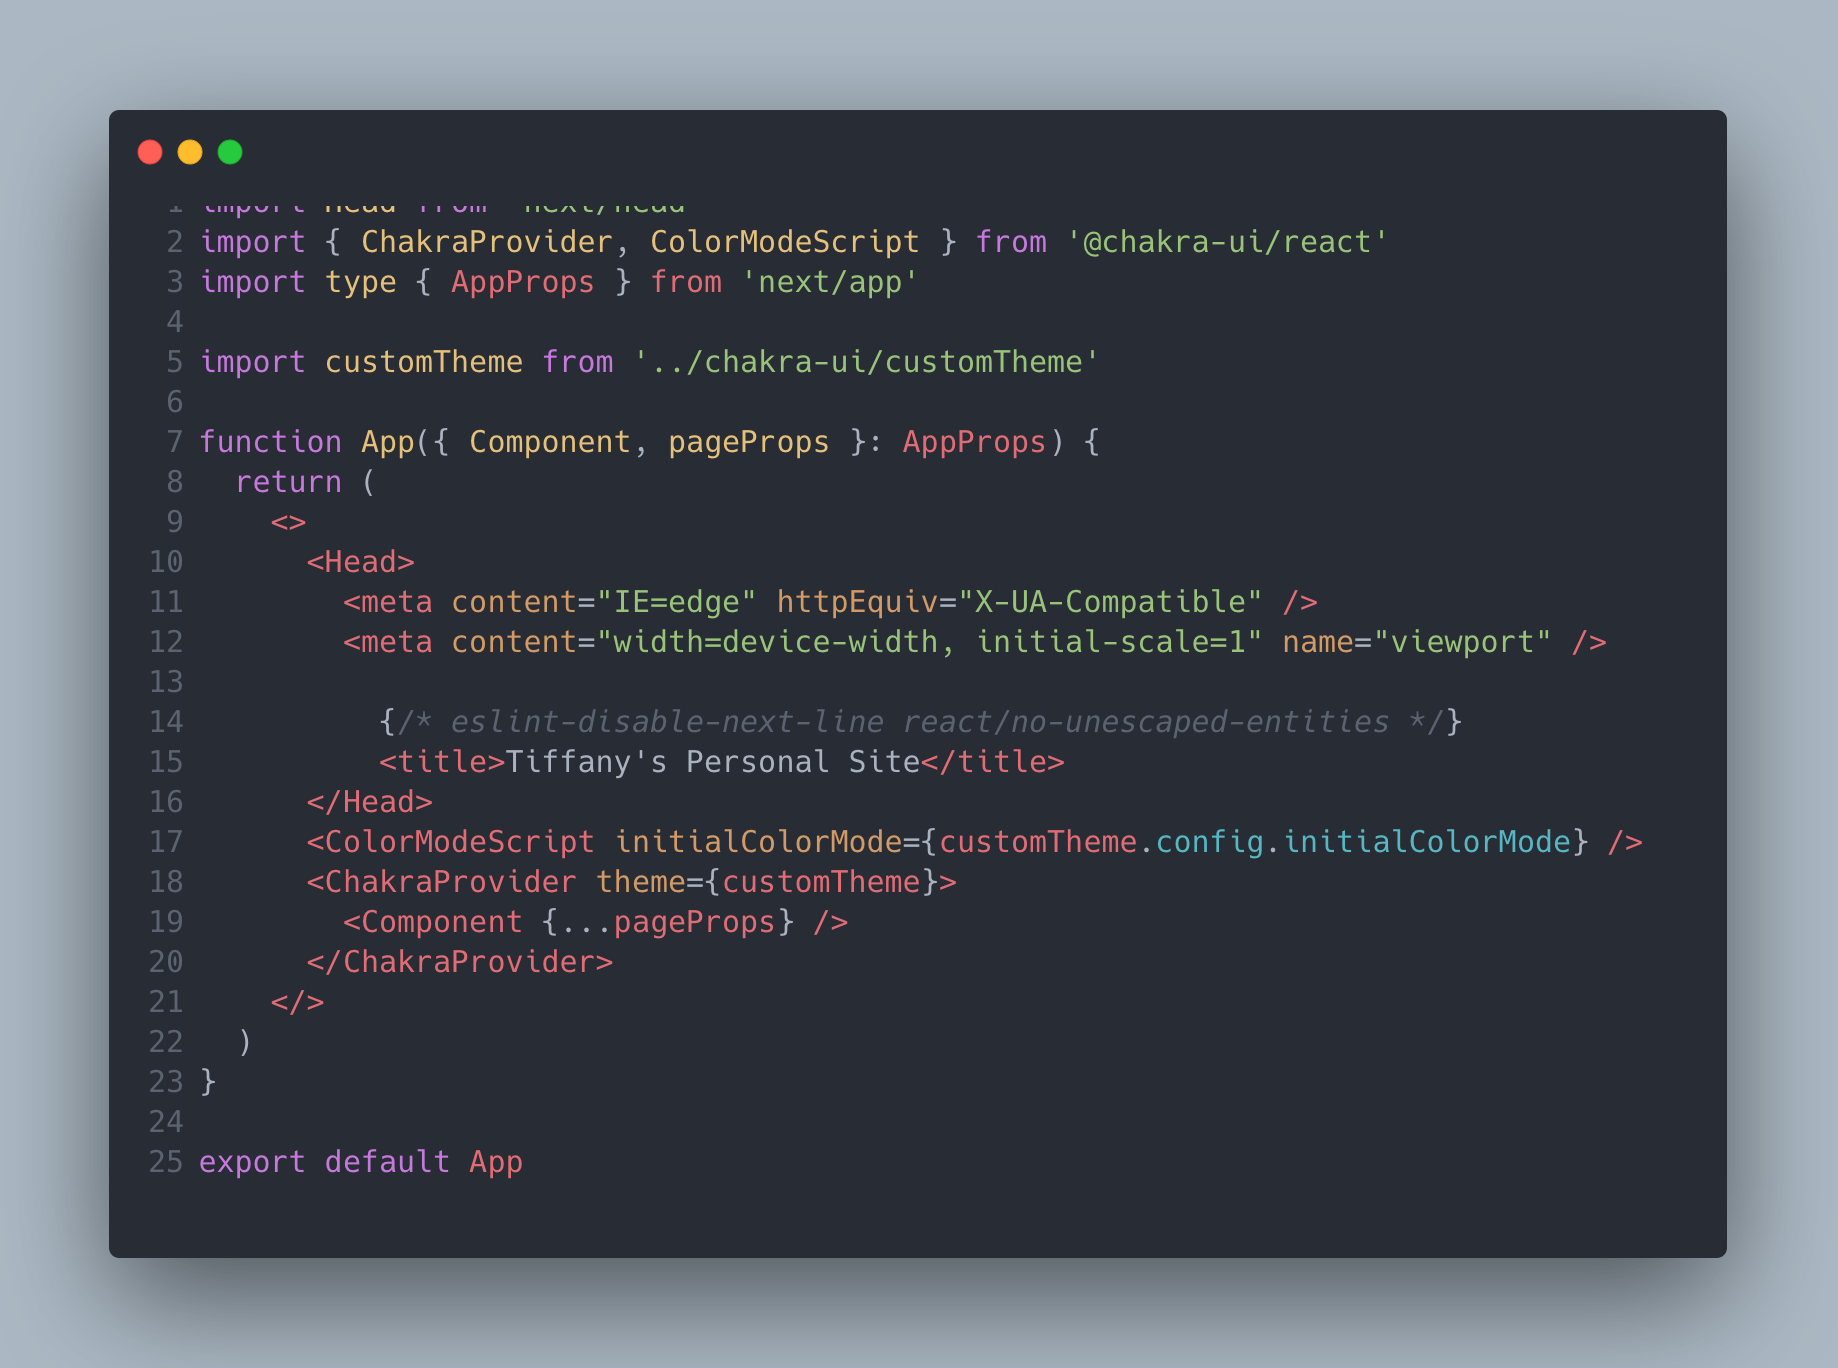 1 import Head from 'next/head'
2 import { ChakraProvider, ColorModeScript } from '@chakra-ui/react'
3 import type { AppProps } from 'next/app'
4
5 import customTheme from '../chakra-ui/customTheme'
6
7 function App({ Component, pageProps }: AppProps) {
8   return (
9     <>
10       <Head>
11         <meta content="IE=edge" httpEquiv="X-UA-Compatible" />
12         <meta content="width=device-width, initial-scale=1" name="viewport" />
13
14           {/* eslint-disable-next-line react/no-unescaped-entities */}
15           <title>Tiffany's Personal Site</title>
16       </Head>
17       <ColorModeScript initialColorMode={customTheme.config.initialColorMode} />
18       <ChakraProvider theme={customTheme}>
19         <Component {...pageProps} />
20       </ChakraProvider>
21     </>
22   )
23 }
24
25 export default App